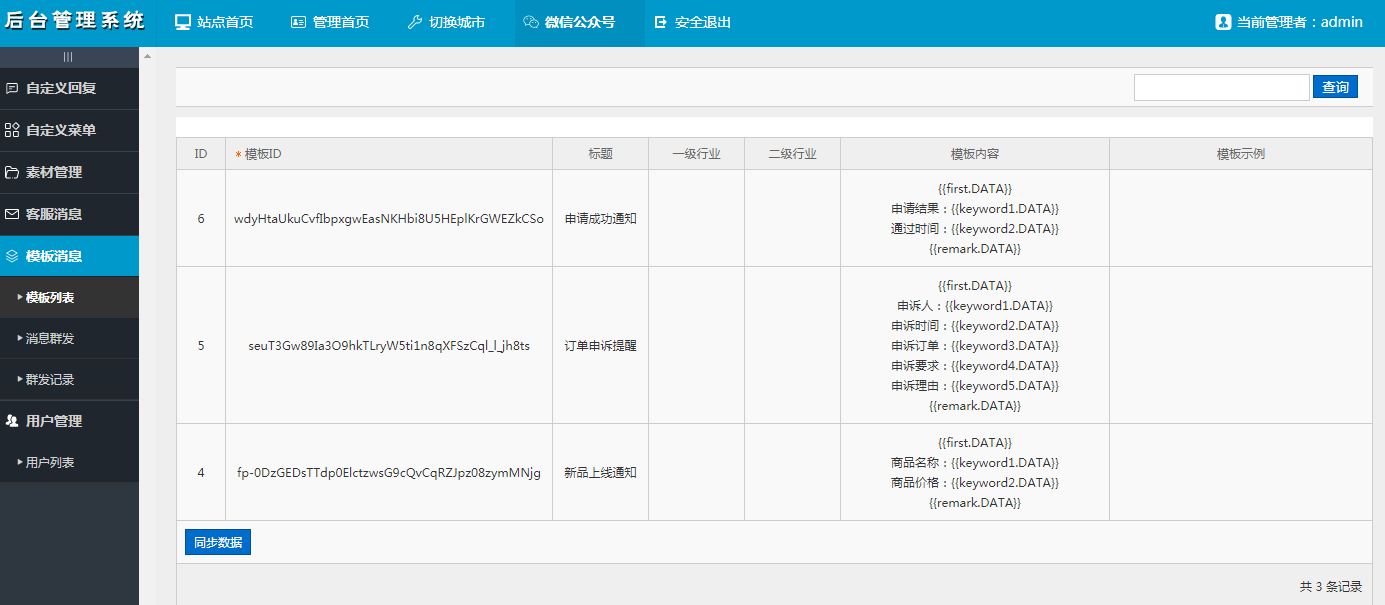 后台管理系统
站点首页 管理首页 切换城市 微信公众号 安全退出 当前管理者：admin
自定义回复
自定义菜单
素材管理
客服消息
模板消息
模板列表
消息群发
群发记录
用户管理
用户列表
查询
ID * 模板ID 标题 一级行业 二级行业 模板内容 模板示例
6 wdyHtaUkuCvfIbpxgwEasNKHbi8U5HEplKrGWEZkCSo 申请成功通知
{{first.DATA}}
申请结果：{{keyword1.DATA}}
通过时间：{{keyword2.DATA}}
{{remark.DATA}}
5 seuT3Gw89Ia3O9hkTLryW5ti1n8qXFSzCql_l_jh8ts 订单申诉提醒
{{first.DATA}}
申诉人：{{keyword1.DATA}}
申诉时间：{{keyword2.DATA}}
申诉订单：{{keyword3.DATA}}
申诉要求：{{keyword4.DATA}}
申诉理由：{{keyword5.DATA}}
{{remark.DATA}}
4 fp-0DzGEDsTTdp0ElctzwsG9cQvCqRZJpz08zymMNjg 新品上线通知
{{first.DATA}}
商品名称：{{keyword1.DATA}}
商品价格：{{keyword2.DATA}}
{{remark.DATA}}
同步数据
共 3 条记录